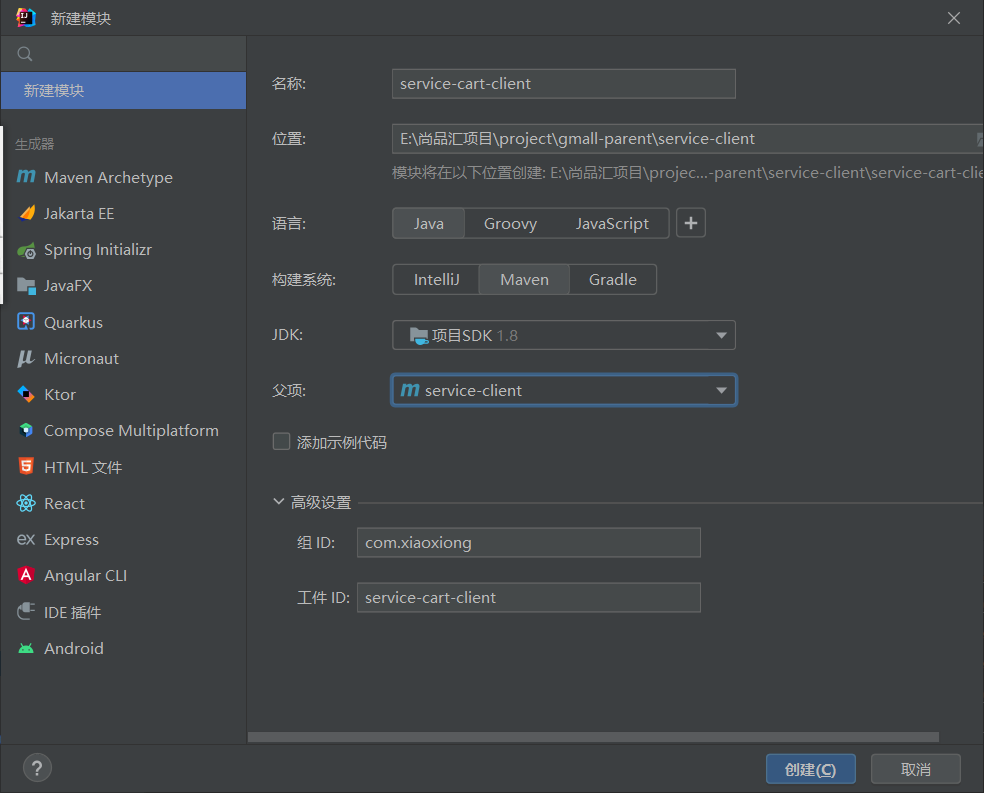 新建模块
新建模块
生成器
Maven Archetype
Jakarta EE
Spring Initializr
JavaFX
Quarkus
Micronaut
Ktor
Compose Multiplatform
HTML 文件
React
Express
Angular CLI
IDE 插件
Android
名称:
service-cart-client
位置:
E:\尚品汇项目\project\gmall-parent\service-client
模块将在以下位置创建: E:\尚品汇项目\projec...-parent\service-client\service-cart-clie
语言:
Java Groovy JavaScript +
构建系统:
IntelliJ Maven Gradle
JDK:
项目SDK 1.8
父项:
service-client
添加示例代码
高级设置
组 ID:
com.xiaoxiong
工件 ID:
service-cart-client
?
创建(C) 取消